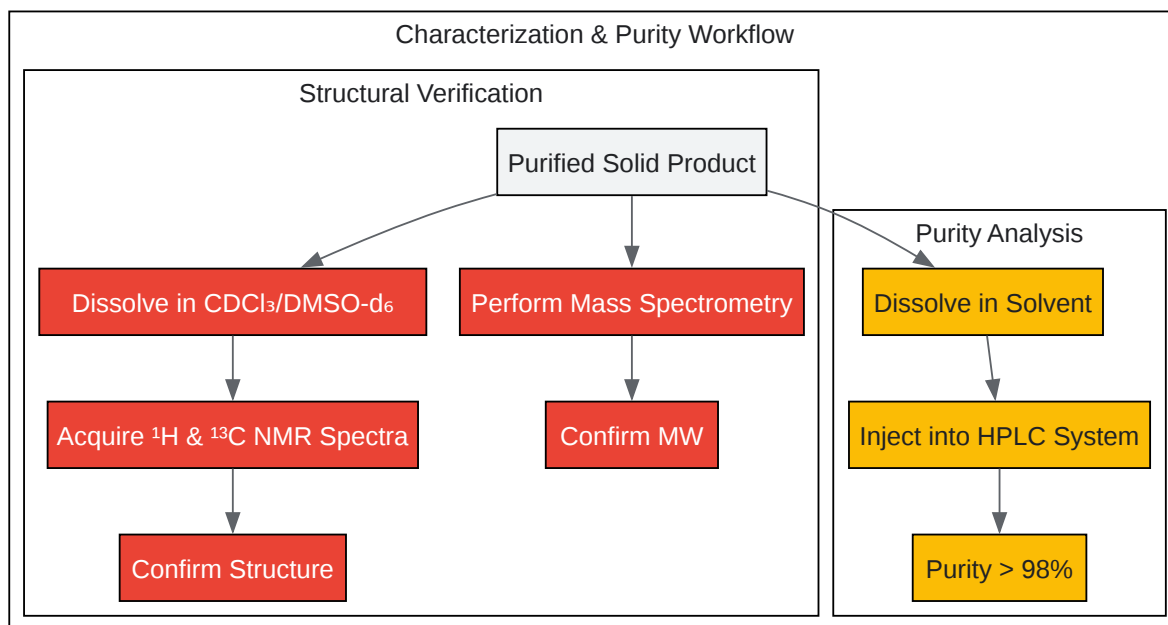 Characterization & Purity Workflow
Structural Verification
Purified Solid Product
Purity Analysis
Dissolve in CDCl₃/DMSO-d₆
Perform Mass Spectrometry
Dissolve in Solvent
Acquire ¹H & ¹³C NMR Spectra
Confirm MW
Inject into HPLC System
Confirm Structure
Purity > 98%